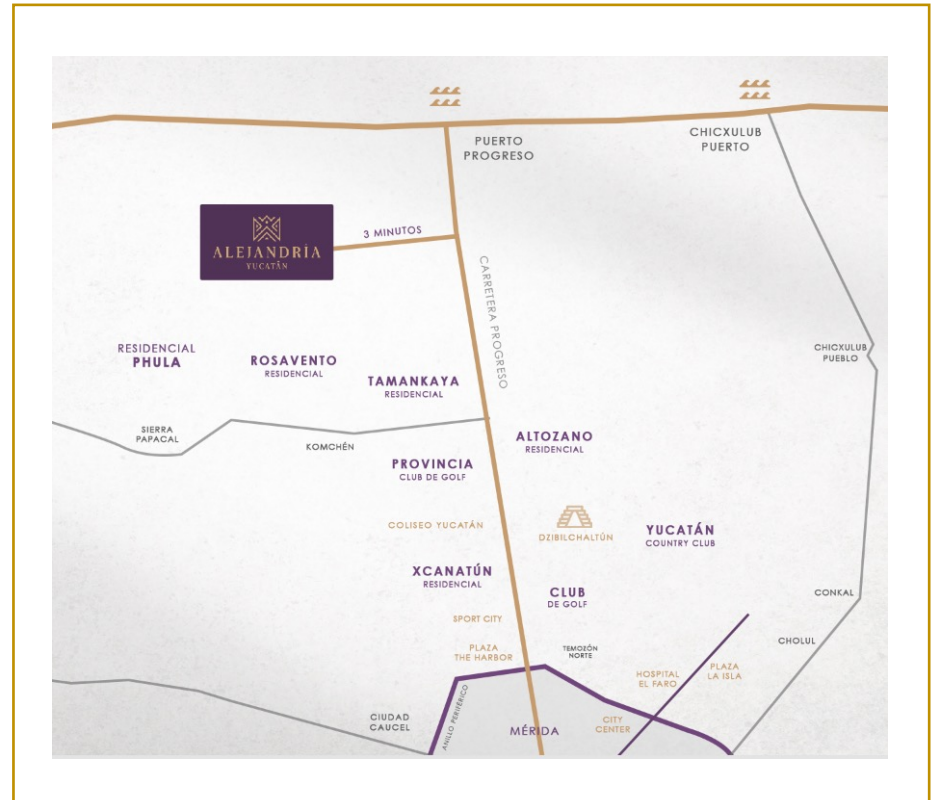 PUERTO
PROGRESO
CHICXULUB
PUERTO
ALEJANDRÍA
YUCATÁN
3 MINUTOS
CARRETERA PROGRESO
RESIDENCIAL
PHULA
ROSAVENTO
RESIDENCIAL
TAMANKAYA
RESIDENCIAL
CHICXULUB
PUEBLO
SIERRA
PAPACAL
KOMCHÉN
ALTOZANO
RESIDENCIAL
PROVINCIA
CLUB DE GOLF
COLISEO YUCATÁN
DZIBILCHALTÚN
YUCATÁN
COUNTRY CLUB
XCANATÚN
RESIDENCIAL
CLUB
DE GOLF
CONKAL
SPORT CITY
CHOLUL
PLAZA
THE HARBOR
TEMOZÓN
NORTE
HOSPITAL
EL FARO
PLAZA
LA ISLA
CIUDAD
CAUCEL
ANILLO PERIFÉRICO
MÉRIDA
CITY
CENTER